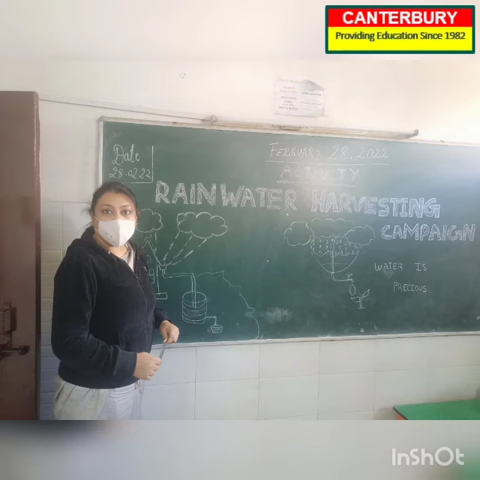 CANTERBURY
Providing Education Since 1982
Date
28.02.22
FEBRUARY 28, 2022
ACTIVITY
RAINWATER HARVESTING
CAMPAIGN
WATER IS
PRECIOUS
InShOt